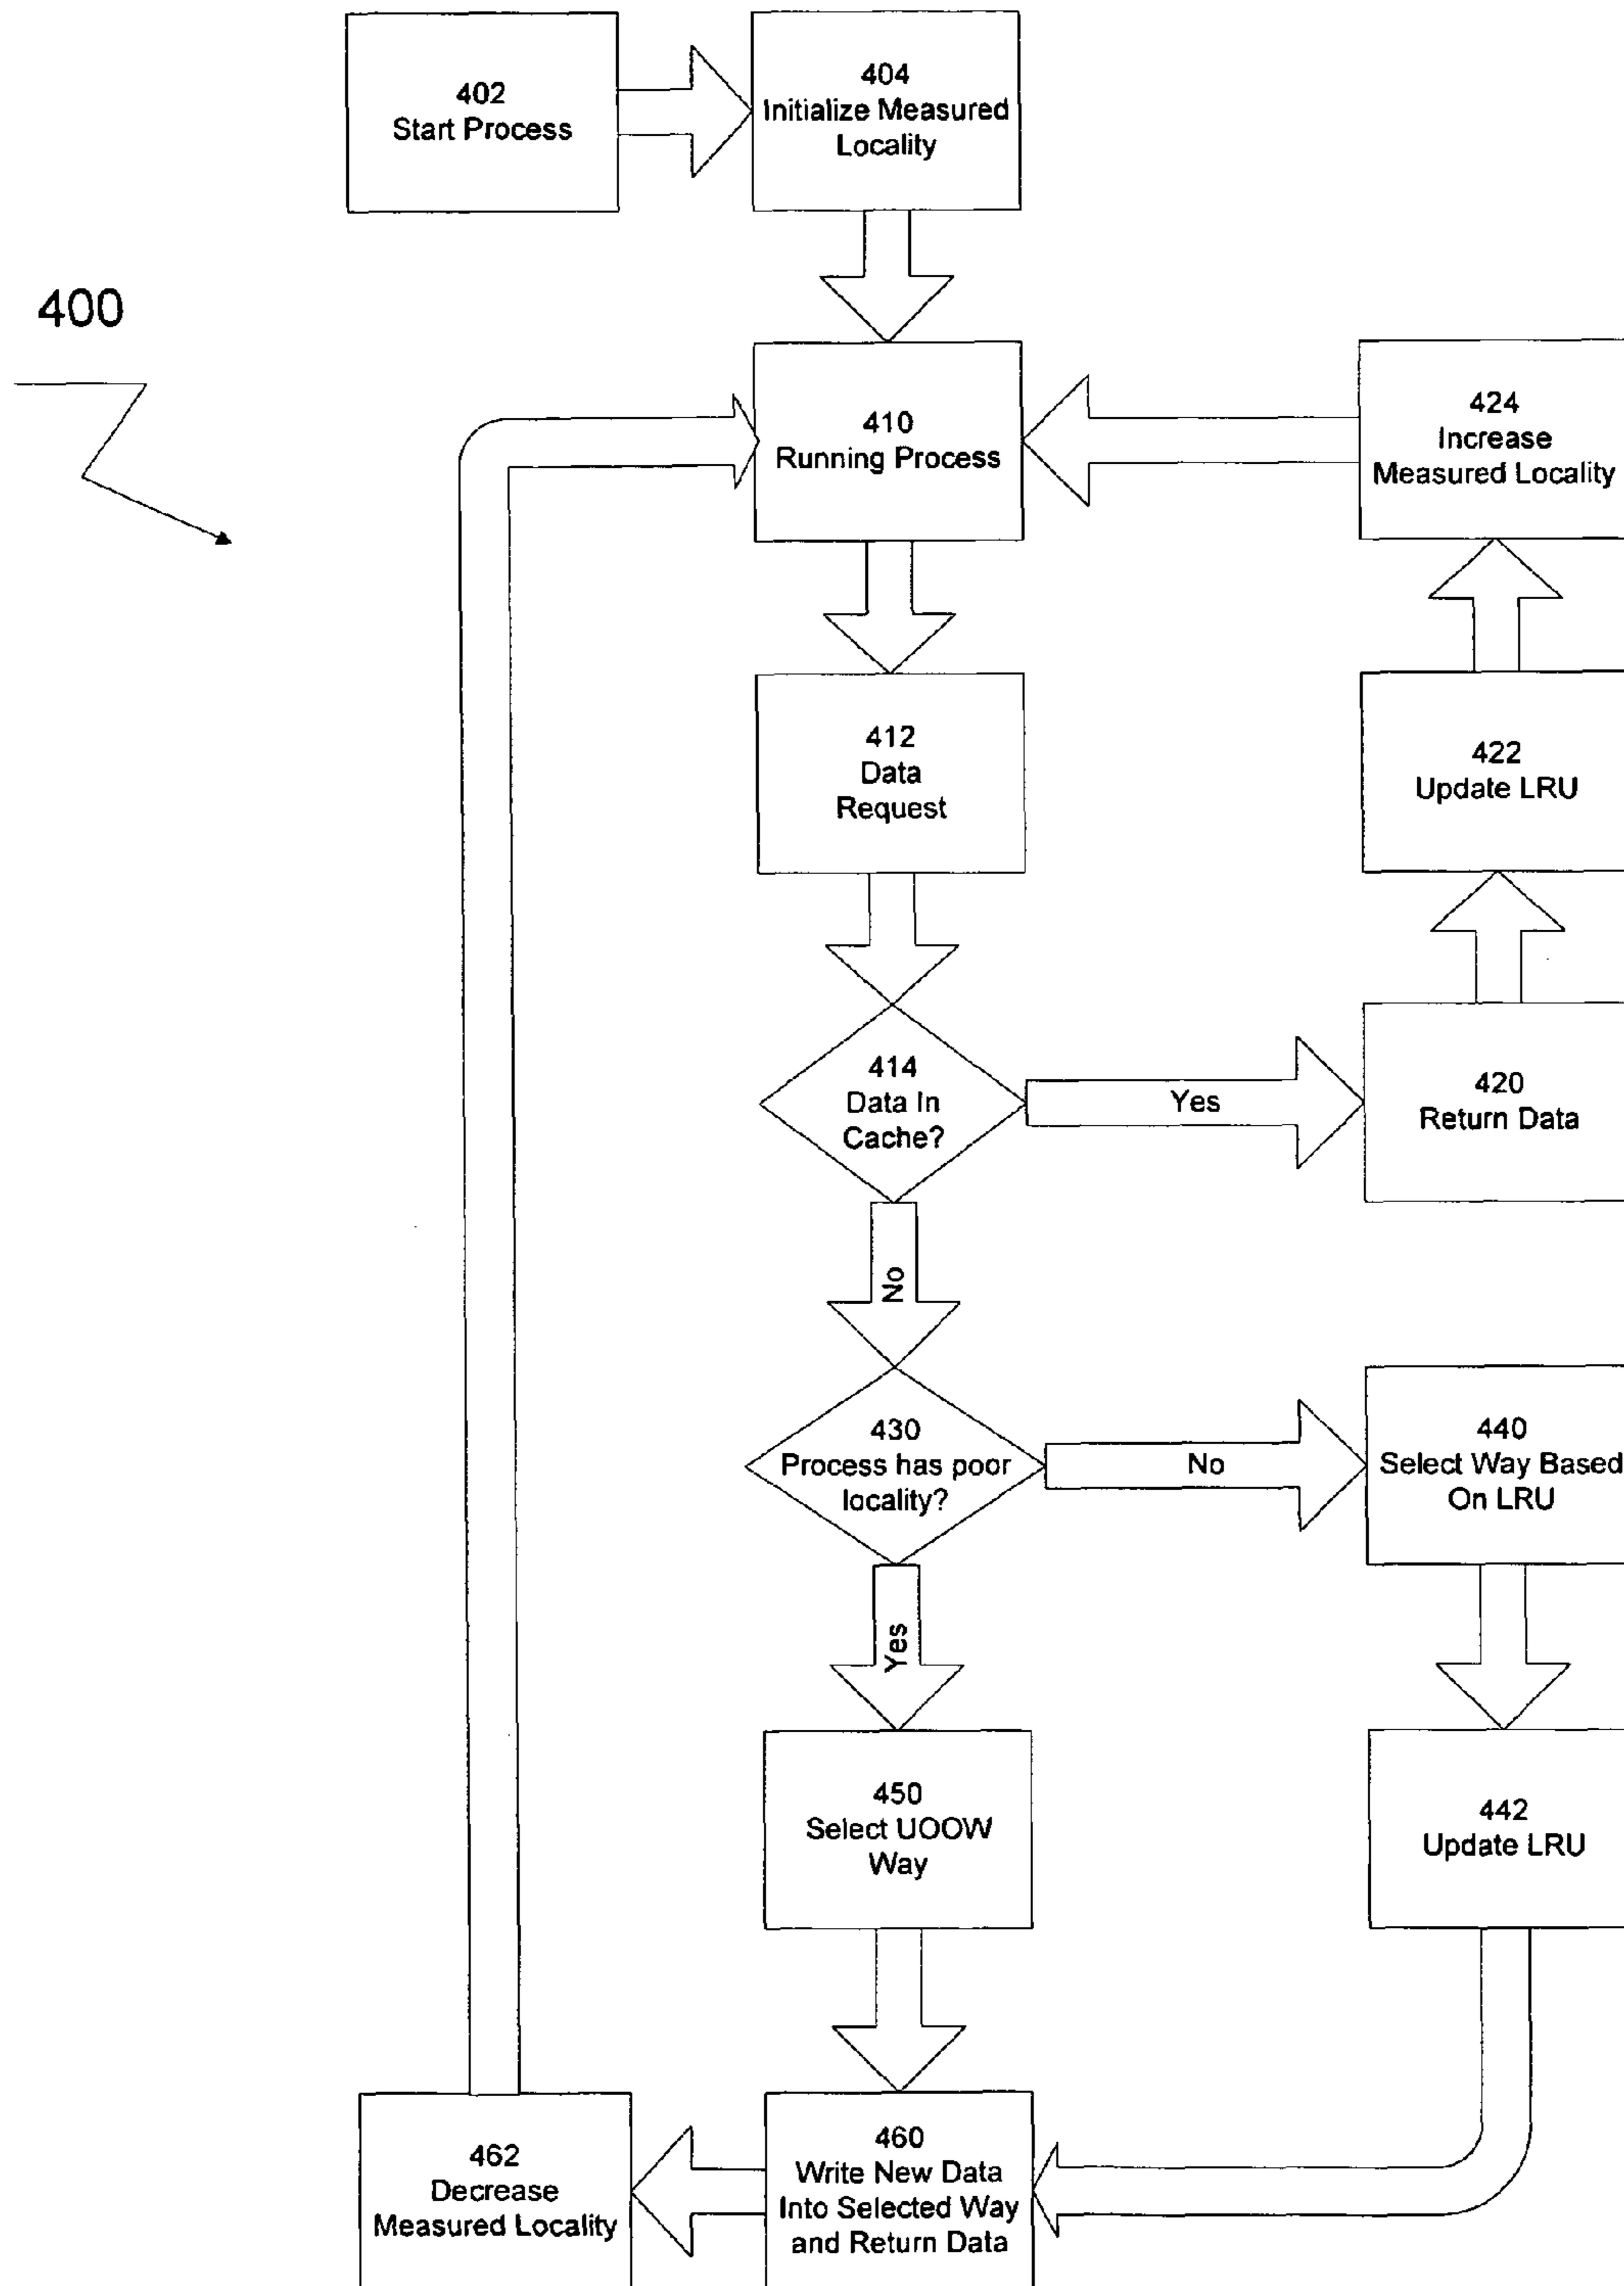 402
Start Process
404
Initialize Measured
Locality
400
410
Running Process
424
Increase
Measured Locality
412
Data
Request
422
Update LRU
414
Data In
Cache?
Yes
420
Return Data
No
430
Process has poor
locality?
No
440
Select Way Based
On LRU
Yes
450
Select UOOW
Way
442
Update LRU
462
Decrease
Measured Locality
460
Write New Data
Into Selected Way
and Return Data